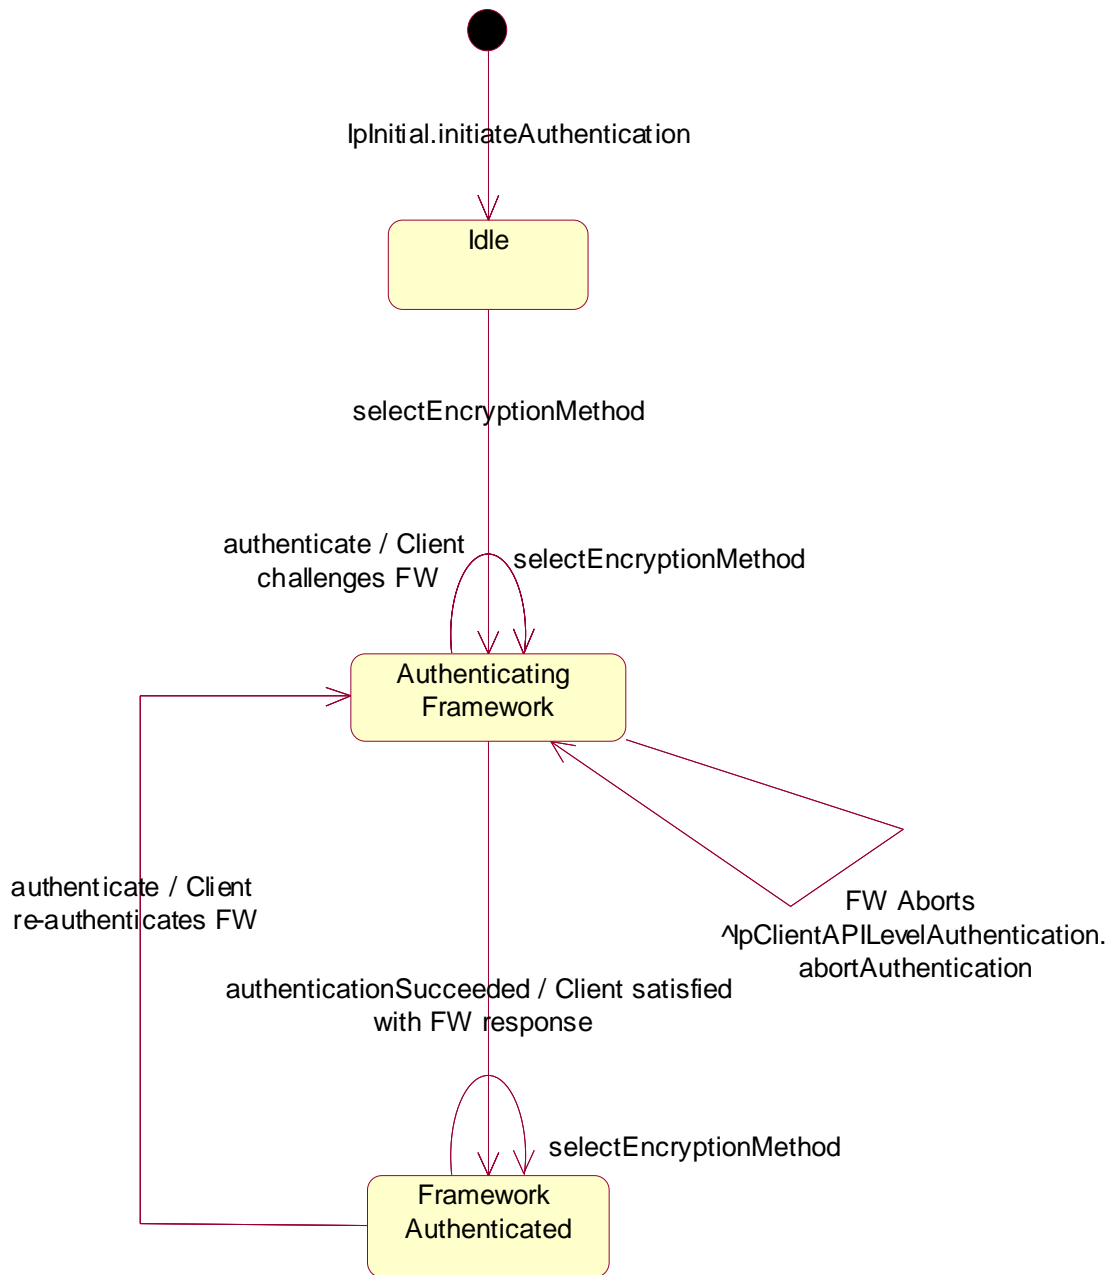 IpInitial.initiateAuthentication
Idle
selectEncryptionMethod
authenticate / Client
challenges FW
selectEncryptionMethod
Authenticating
Framework
authenticate / Client
re-authenticates FW
FW Aborts
^IpClientAPILevelAuthentication.
abortAuthentication
authenticationSucceeded / Client satisfied
with FW response
selectEncryptionMethod
Framework
Authenticated